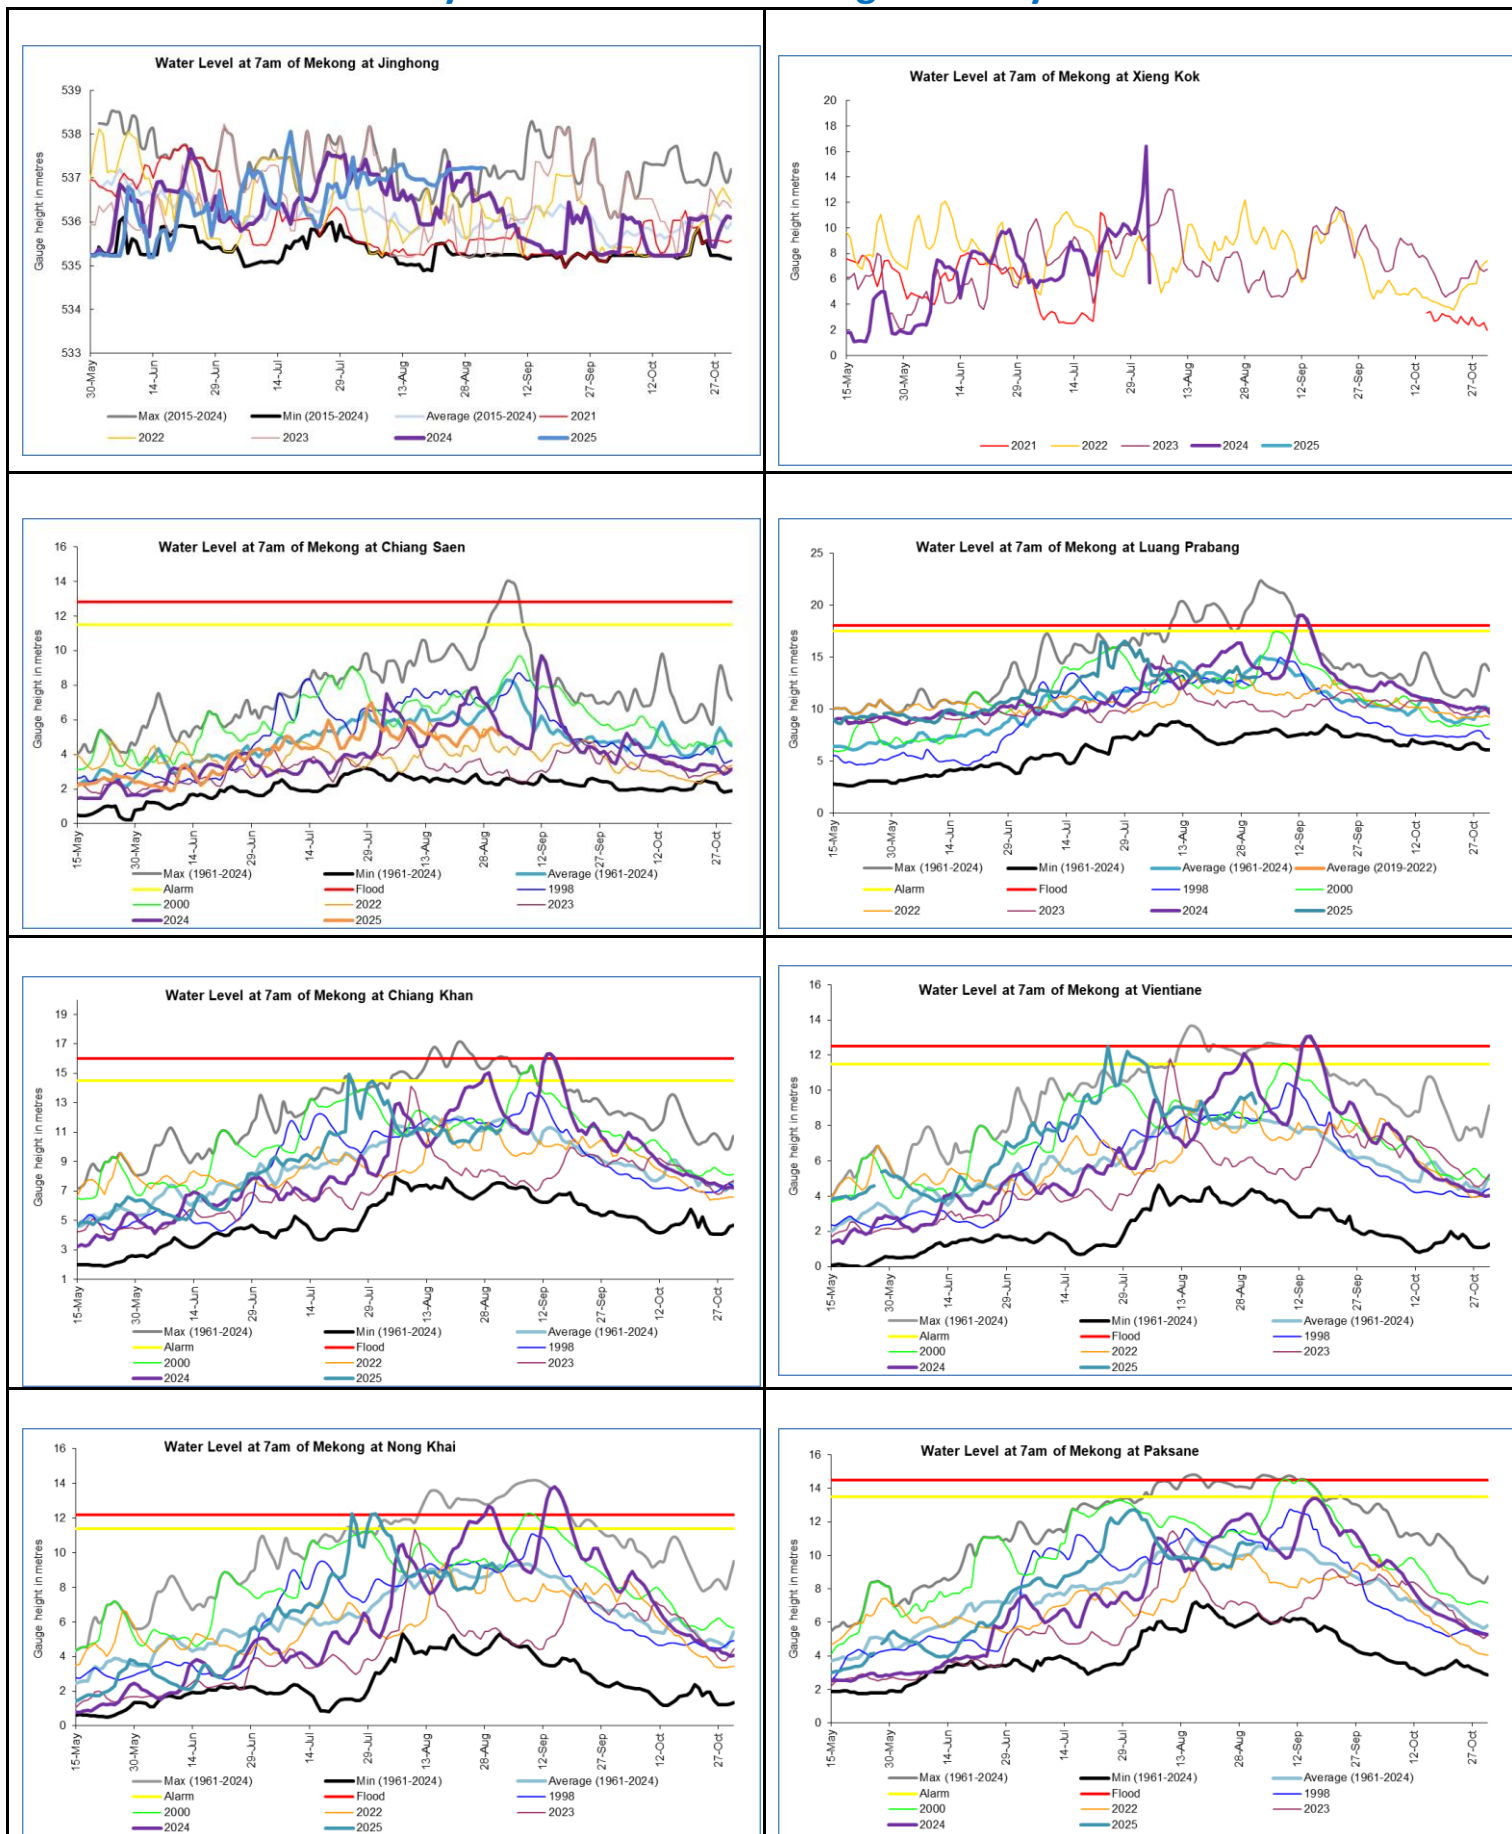 Water Level at 7am of Mekong at Jinghong
Gauge height in metres
539
538
537
536
535
534
533
30-May
14-Jun
29-Jun
14-Jul
29-Jul
13-Aug
28-Aug
12-Sep
27-Sep
12-Oct
27-Oct
Max (2015-2024) Min (2015-2024) Average (2015-2024) 2021
2022 2023 2024 2025
Water Level at 7am of Mekong at Xieng Kok
Gauge height in metres
20
18
16
14
12
10
8
6
4
2
0
15-May
30-May
14-Jun
29-Jun
14-Jul
29-Jul
13-Aug
28-Aug
12-Sep
27-Sep
12-Oct
27-Oct
2021 2022 2023 2024 2025
Water Level at 7am of Mekong at Chiang Saen
Gauge height in metres
16
14
12
10
8
6
4
2
0
15-May
30-May
14-Jun
29-Jun
14-Jul
29-Jul
13-Aug
28-Aug
12-Sep
27-Sep
12-Oct
27-Oct
Max (1961-2024) Min (1961-2024) Average (1961-2024)
Alarm Flood 1998
2000 2022 2023
2024 2025
Water Level at 7am of Mekong at Luang Prabang
Gauge height in metres
25
20
15
10
5
0
15-May
30-May
14-Jun
29-Jun
14-Jul
29-Jul
13-Aug
28-Aug
12-Sep
27-Sep
12-Oct
27-Oct
Max (1961-2024) Min (1961-2024) Average (1961-2024) Average (2019-2022)
Alarm Flood 1998 2000
2022 2023 2024 2025
Water Level at 7am of Mekong at Chiang Khan
Gauge height in metres
19
17
15
13
11
9
7
5
3
1
15-May
30-May
14-Jun
29-Jun
14-Jul
29-Jul
13-Aug
28-Aug
12-Sep
27-Sep
12-Oct
27-Oct
Max (1961-2024) Min (1961-2024) Average (1961-2024)
Alarm Flood 1998
2000 2022 2023
2024 2025
Water Level at 7am of Mekong at Vientiane
Gauge height in metres
16
14
12
10
8
6
4
2
0
15-May
30-May
14-Jun
29-Jun
14-Jul
29-Jul
13-Aug
28-Aug
12-Sep
27-Sep
12-Oct
27-Oct
Max (1961-2024) Min (1961-2024) Average (1961-2024)
Alarm Flood 1998
2000 2022 2023
2024 2025
Water Level at 7am of Mekong at Nong Khai
Gauge height in metres
16
14
12
10
8
6
4
2
0
15-May
30-May
14-Jun
29-Jun
14-Jul
29-Jul
13-Aug
28-Aug
12-Sep
27-Sep
12-Oct
27-Oct
Max (1961-2024) Min (1961-2024) Average (1961-2024)
Alarm Flood 1998
2000 2022 2023
2024 2025
Water Level at 7am of Mekong at Paksane
Gauge height in metres
16
14
12
10
8
6
4
2
0
15-May
30-May
14-Jun
29-Jun
14-Jul
29-Jul
13-Aug
28-Aug
12-Sep
27-Sep
12-Oct
27-Oct
Max (1961-2024) Min (1961-2024) Average (1961-2024)
Alarm Flood 1998
2000 2022 2023
2024 2025